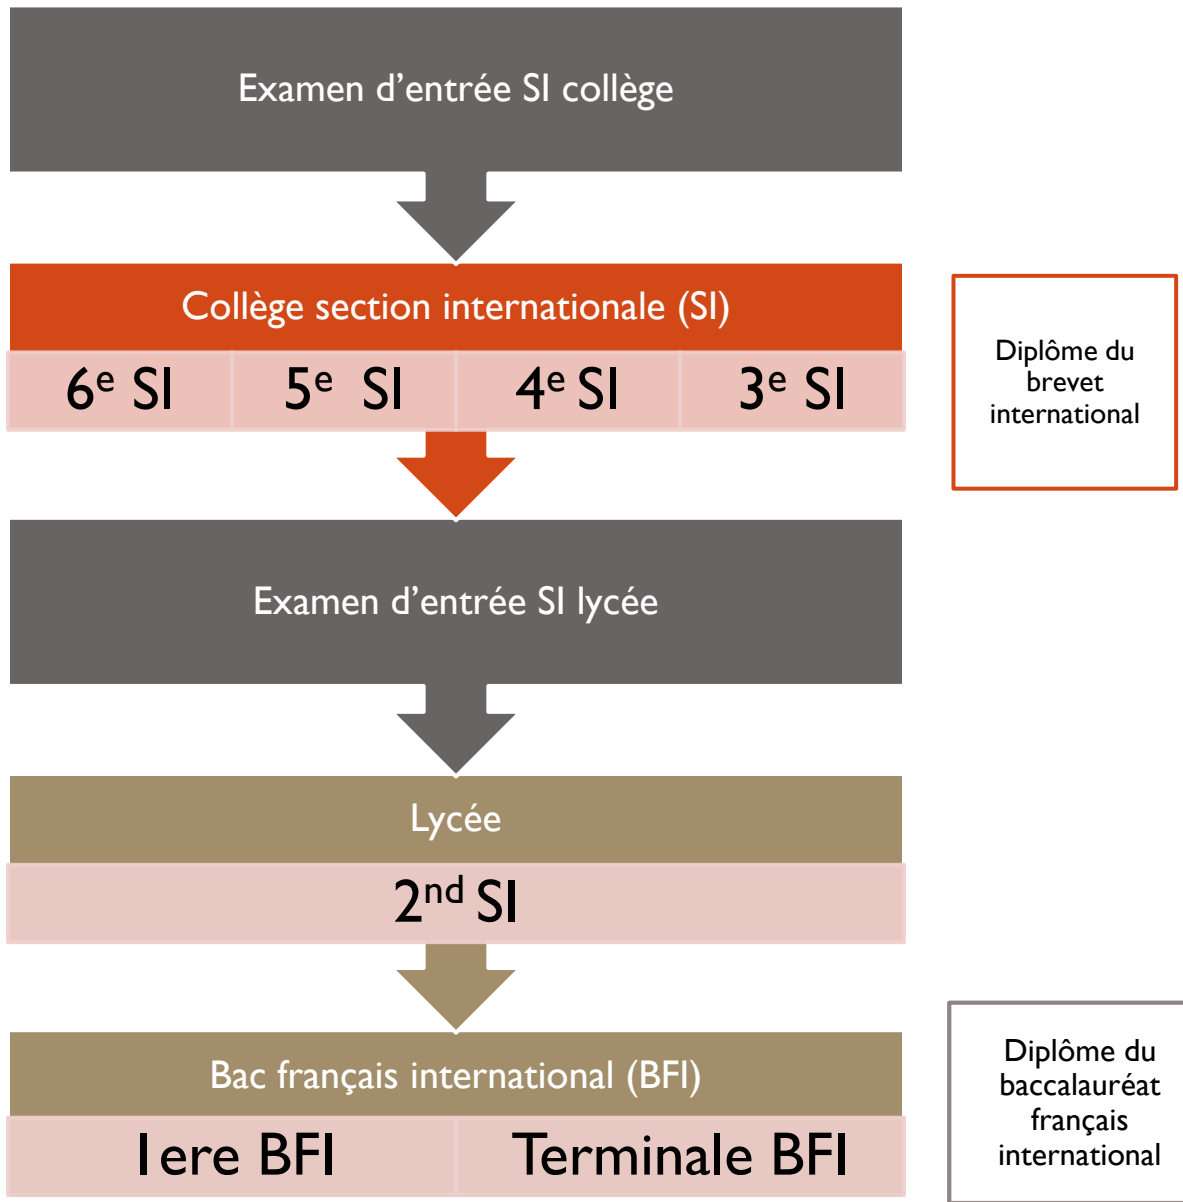 Examen d’entrée SI collège
Collège section internationale (SI)
6e SI
5e SI
4e SI
3e SI
Diplôme du
brevet
international
Examen d’entrée SI lycée
Lycée
2nd SI
Bac français international (BFI)
1ere BFI
Terminale BFI
Diplôme du
baccalauréat
français
international